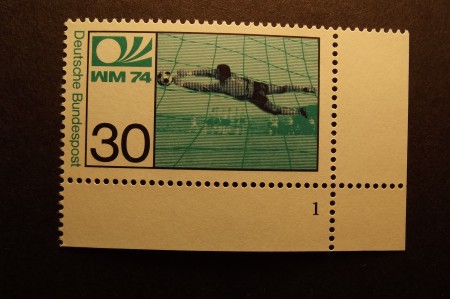 Deutsche Bundespost
WM 74
30
1